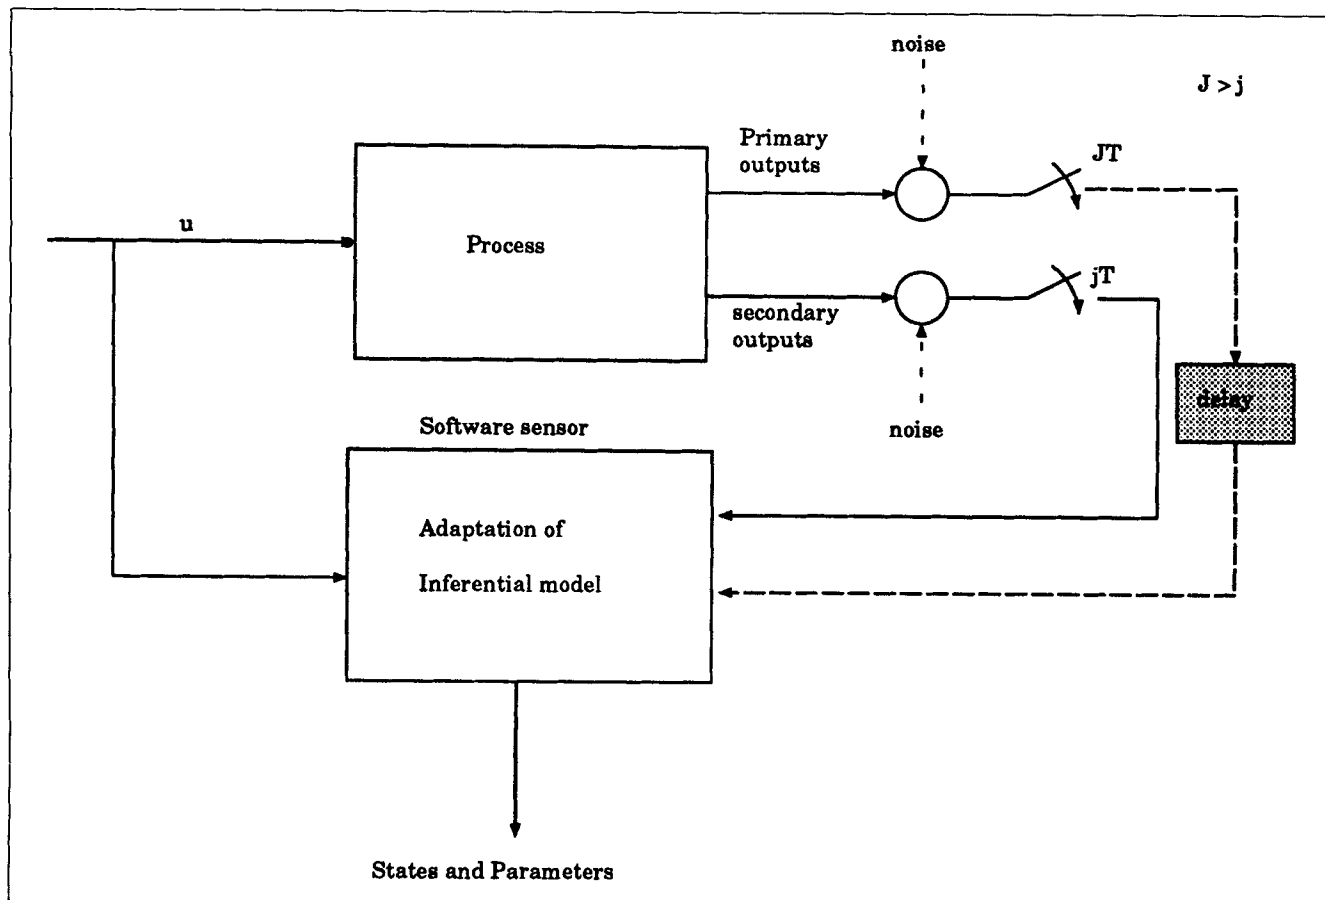 noise
J > j
Primary
outputs
JT
u
Process
jT
secondary
outputs
delay
Software sensor
noise
Adaptation of
Inferential model
States and Parameters